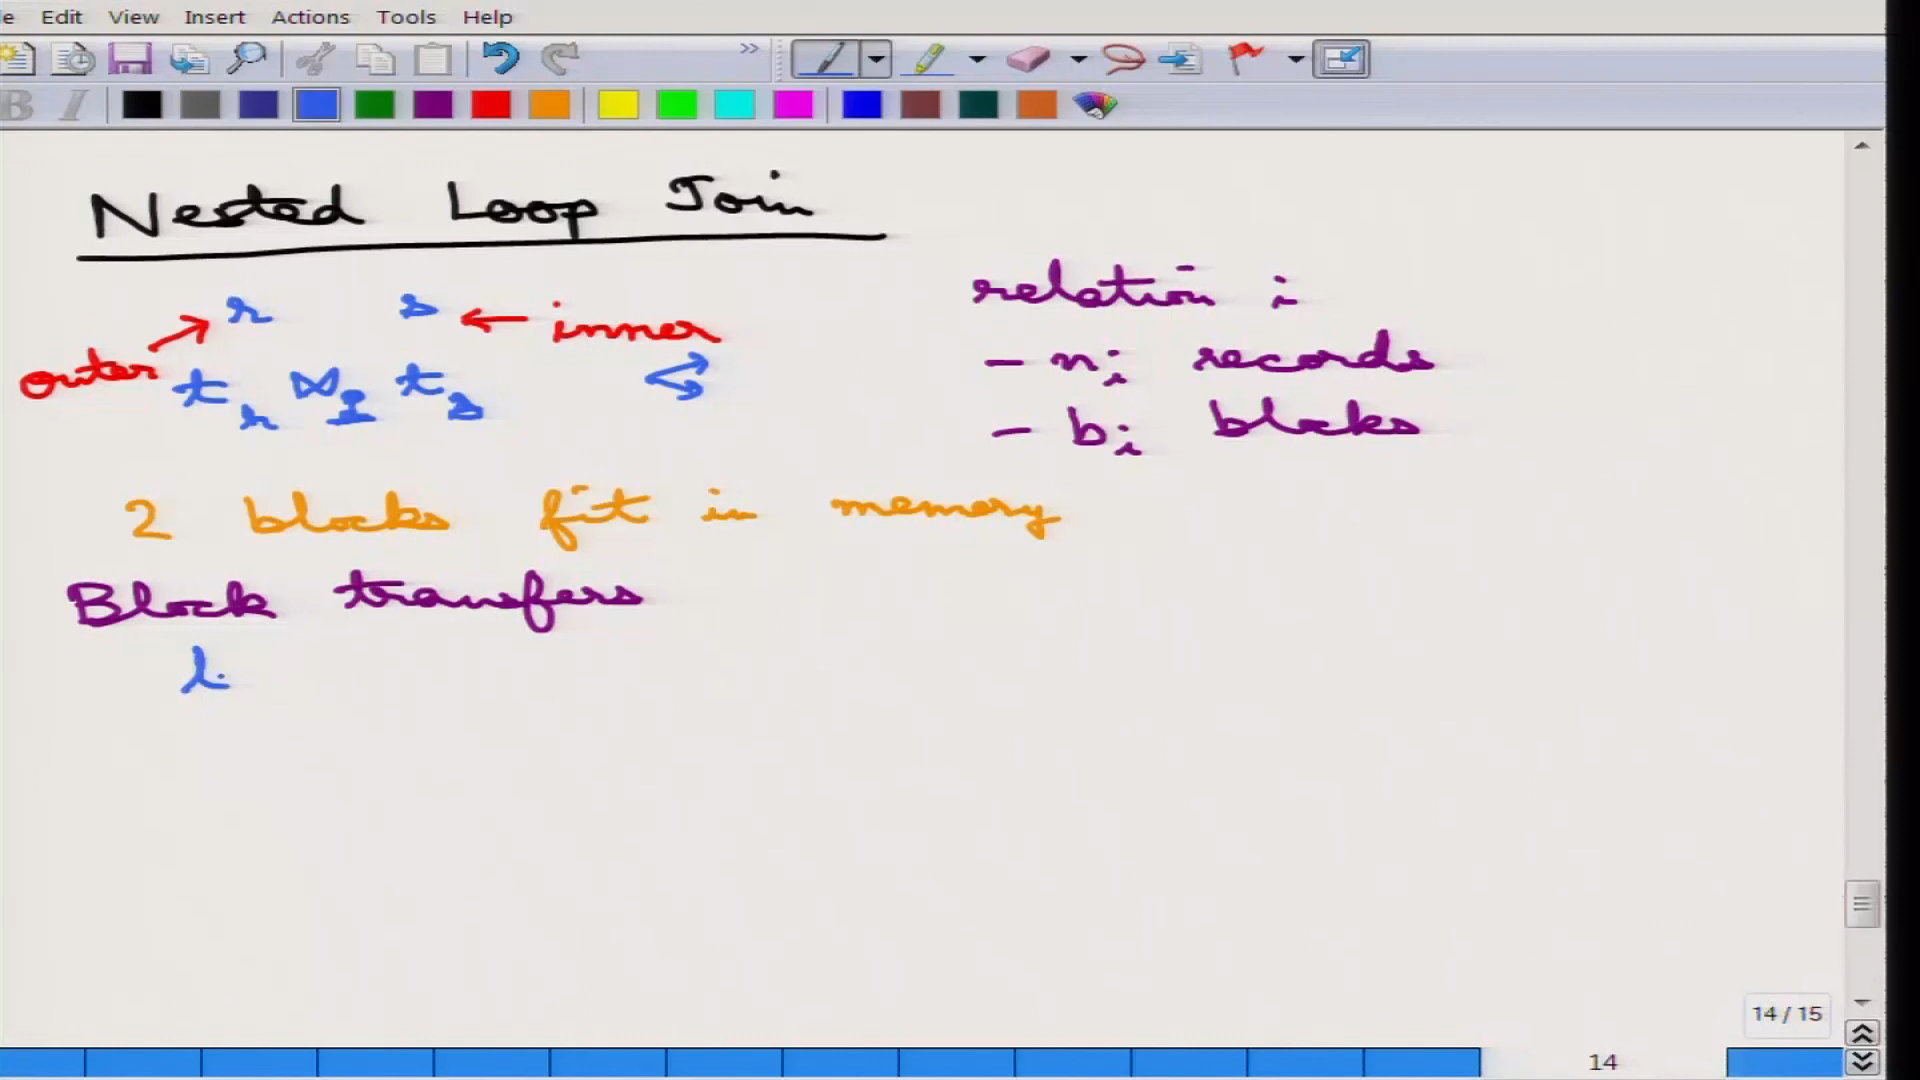 Edit View Insert Actions Tools Help
Nested Loop Join
r s ← inner
outer
t_r ⋈_θ t_s
relation i
- n_i records
- b_i blocks
2 blocks fit in memory
Block transfers
14 / 15
14